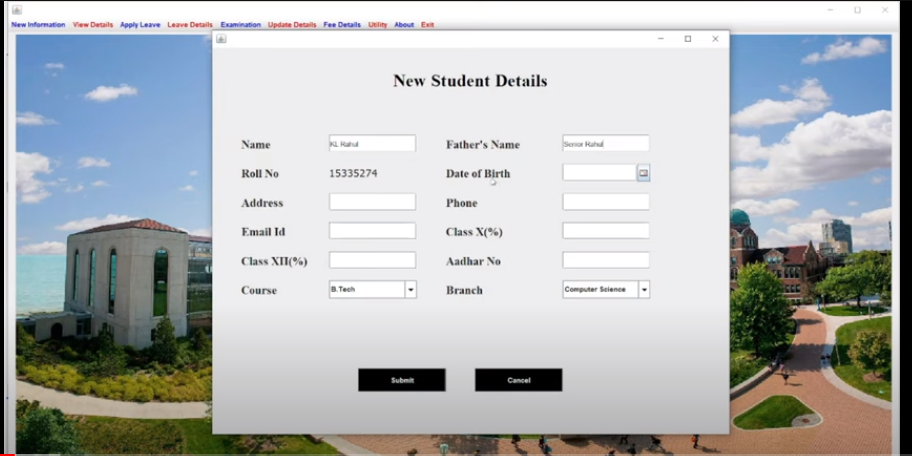 New Information View Details Apply Leave Leave Details Examination Update Details Fee Details Utility About Exit
New Student Details
Name KL Rahul Father's Name Senior Rahul
Roll No 15335274 Date of Birth
Address Phone
Email Id Class X(%)
Class XII(%) Aadhar No
Course B.Tech Branch Computer Science
Submit Cancel